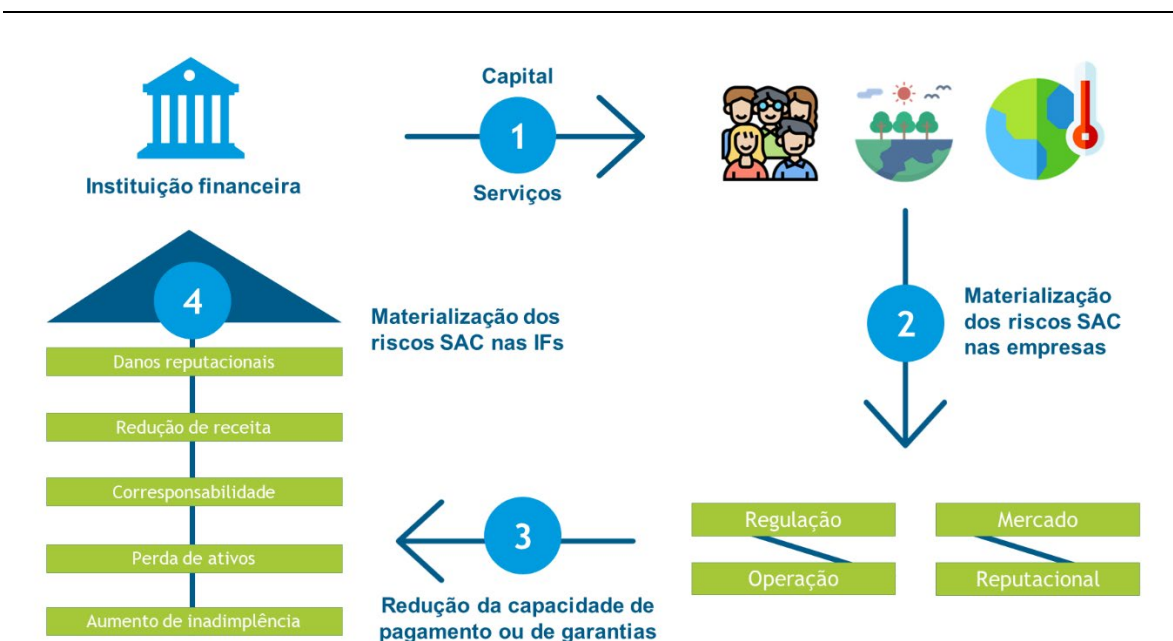 Instituição financeira
Capital
1
Serviços
2
Materialização
dos riscos SAC
nas empresas
Regulação
Mercado
Operação
Reputacional
3
Redução da capacidade de
pagamento ou de garantias
4
Materialização dos
riscos SAC nas IFs
Danos reputacionais
Redução de receita
Corresponsabilidade
Perda de ativos
Aumento de inadimplência